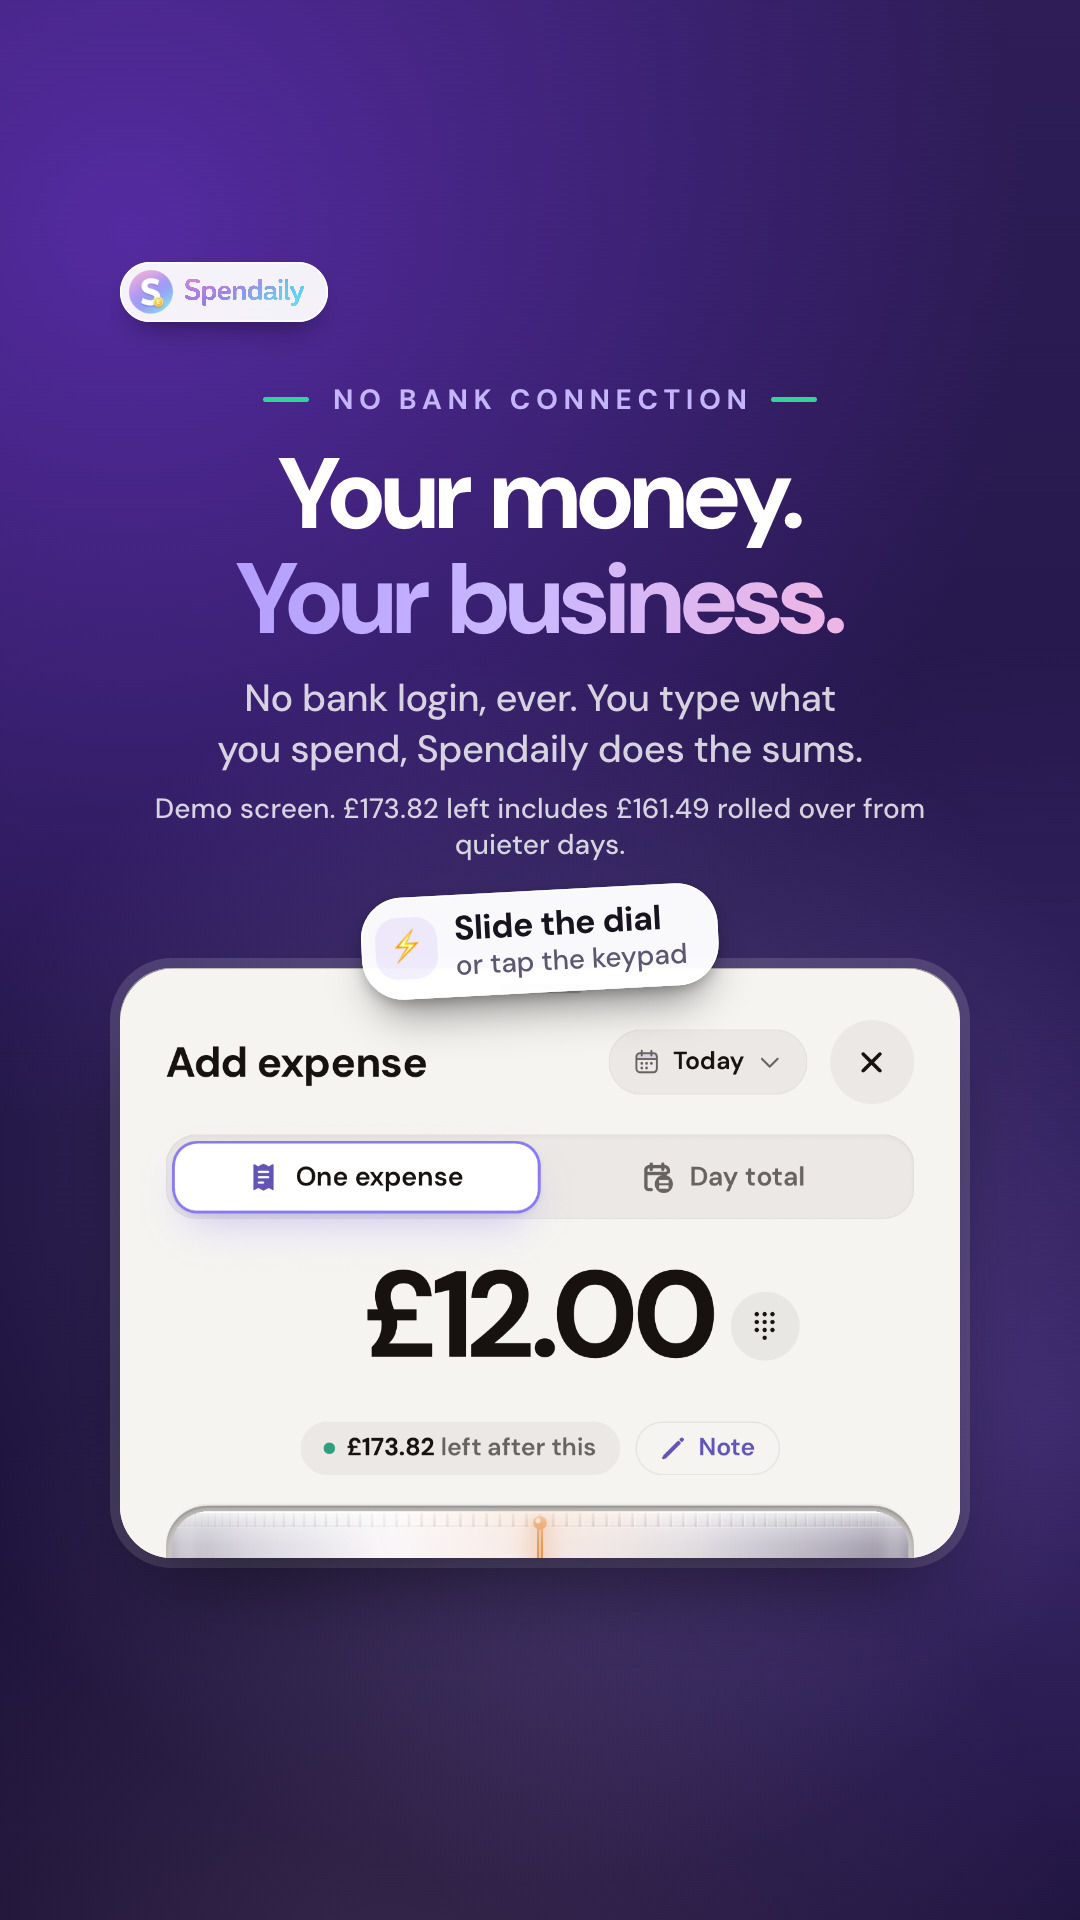 Spendaily
NO BANK CONNECTION
Your money.
Your business.
No bank login, ever. You type what
you spend, Spendaily does the sums.
Demo screen. £173.82 left includes £161.49 rolled over from
quieter days.
Slide the dial
or tap the keypad
Add expense
Today
One expense
Day total
£12.00
£173.82 left after this
Note